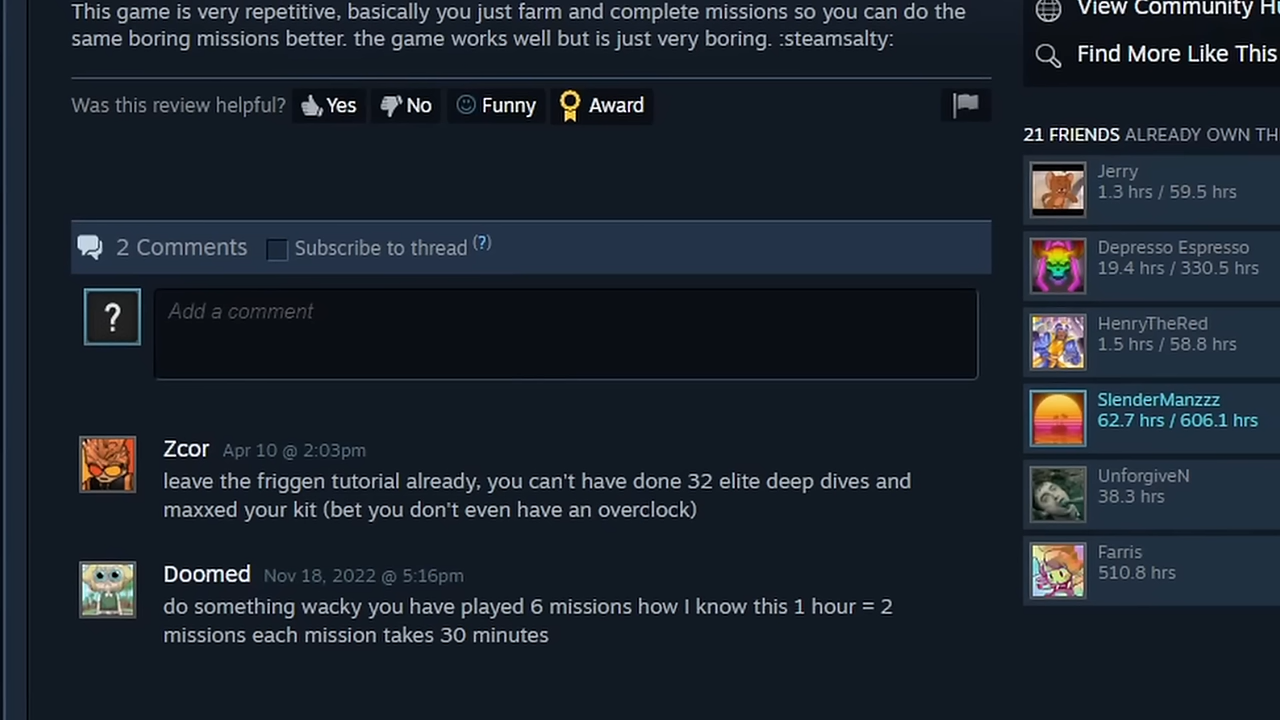 This game is very repetitive, basically you just farm and complete missions so you can do the
same boring missions better. the game works well but is just very boring. :steamsalty:
Was this review helpful? Yes No Funny Award
2 Comments Subscribe to thread (?)
Add a comment
Zcor Apr 10 @ 2:03pm
leave the friggen tutorial already, you can't have done 32 elite deep dives and
maxxed your kit (bet you don't even have an overclock)
Doomed Nov 18, 2022 @ 5:16pm
do something wacky you have played 6 missions how I know this 1 hour = 2
missions each mission takes 30 minutes
View Community Hu
Find More Like This
21 FRIENDS ALREADY OWN TH
Jerry
1.3 hrs / 59.5 hrs
Depresso Espresso
19.4 hrs / 330.5 hrs
HenryTheRed
1.5 hrs / 58.8 hrs
SlenderManzzz
62.7 hrs / 606.1 hrs
UnforgiveN
38.3 hrs
Farris
510.8 hrs